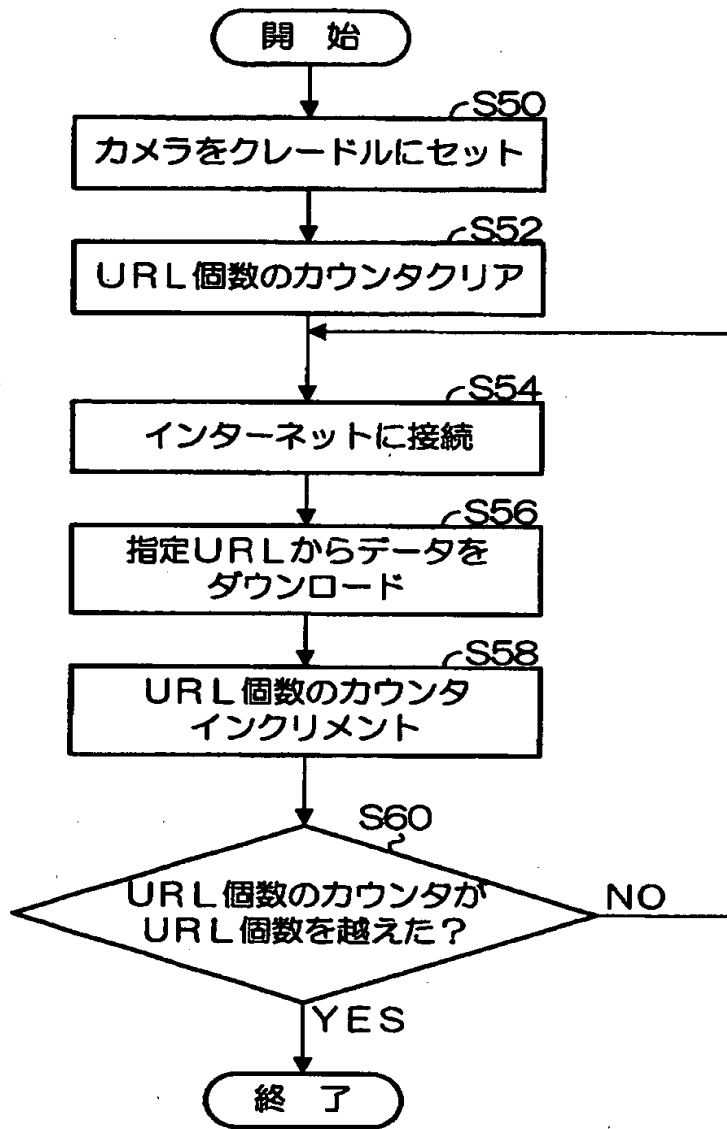 開 始
S50
カメラをクレードルにセット
S52
URL個数のカウンタクリア
S54
インターネットに接続
S56
指定URLからデータを
ダウンロード
S58
URL個数のカウンタ
インクリメント
S60
URL個数のカウンタが
URL個数を越えた?
NO
YES
終 了